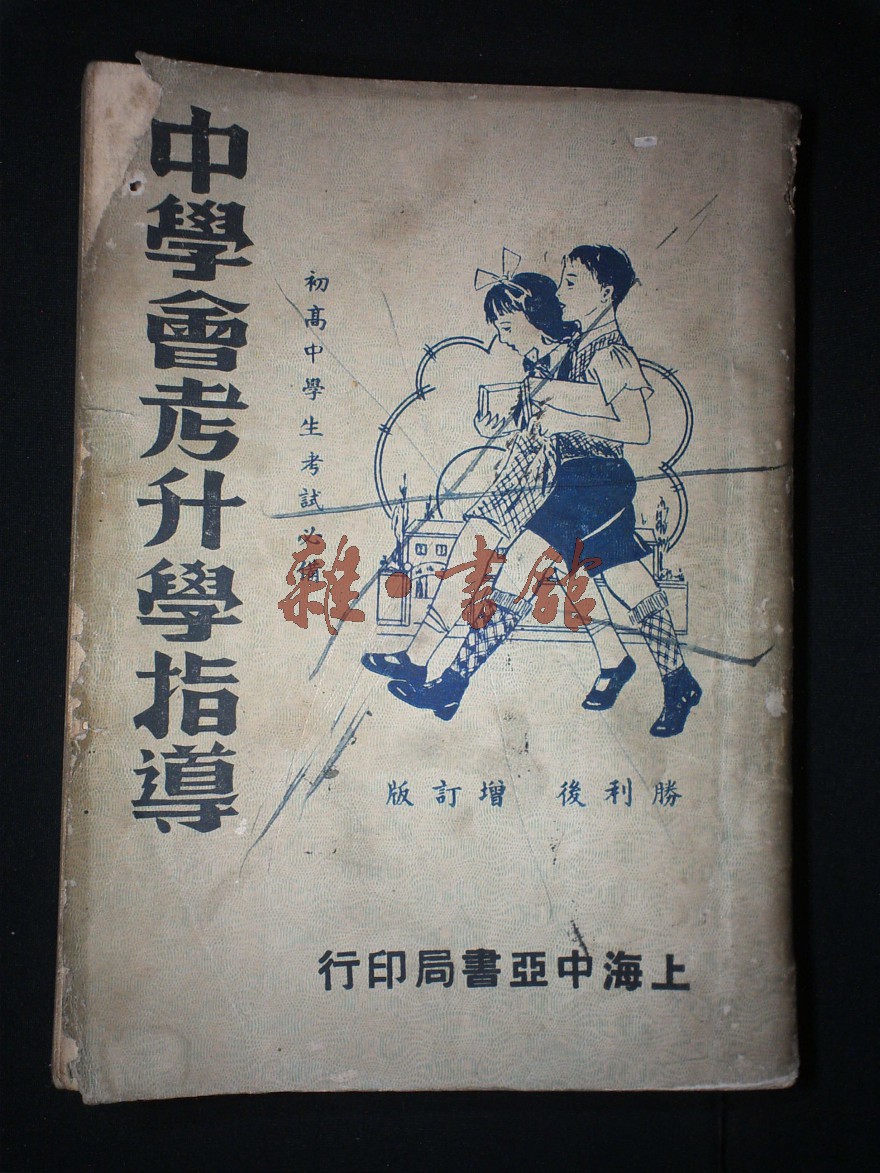 中學會考升學指導
初高中學生考試必備
勝利後 增訂版
上海中亞書局印行
雜·書館